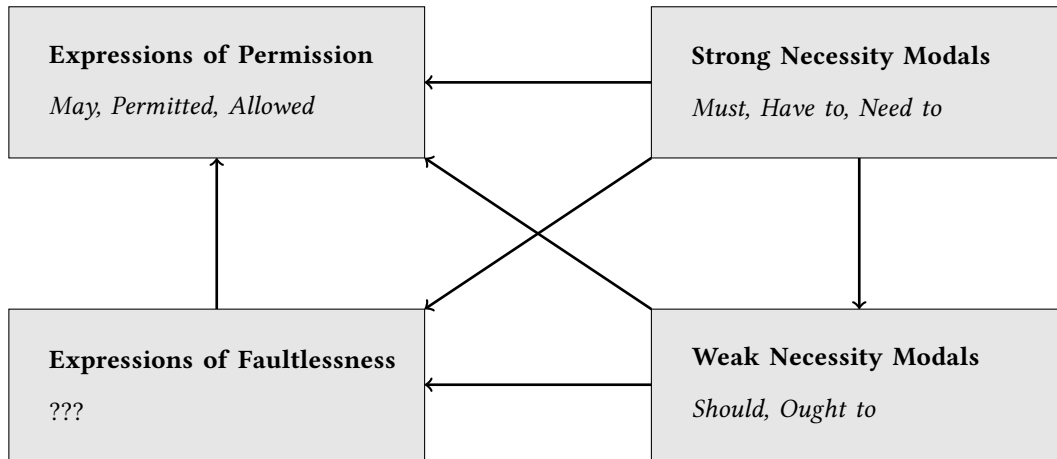 Expressions of Permission
May, Permitted, Allowed
Strong Necessity Modals
Must, Have to, Need to
Expressions of Faultlessness
???
Weak Necessity Modals
Should, Ought to